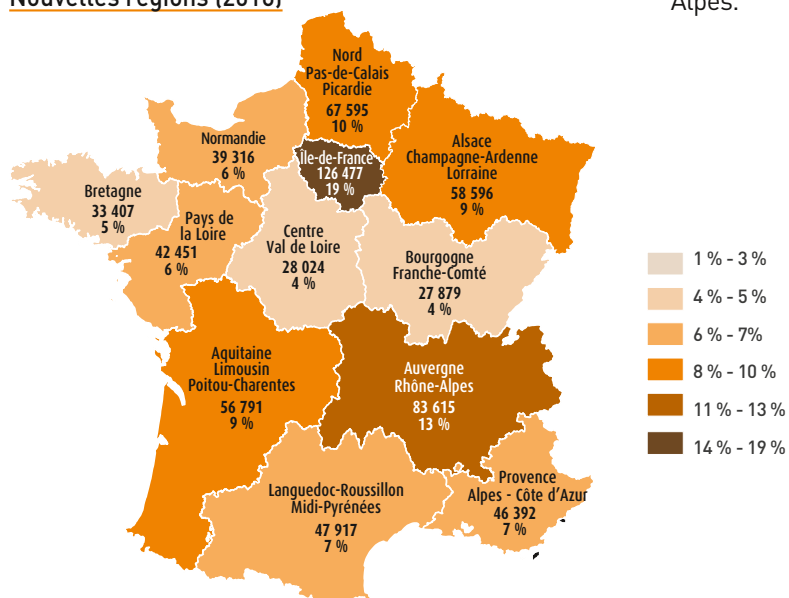 Nouvelles régions (2016)
Alpes.
Nord
Pas-de-Calais
Picardie
67 595
10 %
Normandie
39 316
6 %
Île-de-France
126 477
19 %
Alsace
Champagne-Ardenne
Lorraine
58 596
9 %
Bretagne
33 407
5 %
Pays de
la Loire
42 451
6 %
Centre
Val de Loire
28 024
4 %
Bourgogne
Franche-Comté
27 879
4 %
Aquitaine
Limousin
Poitou-Charentes
56 791
9 %
Auvergne
Rhône-Alpes
83 615
13 %
Languedoc-Roussillon
Midi-Pyrénées
47 917
7 %
Provence
Alpes - Côte d'Azur
46 392
7 %
1 % - 3 %
4 % - 5 %
6 % - 7%
8 % - 10 %
11 % - 13 %
14 % - 19 %